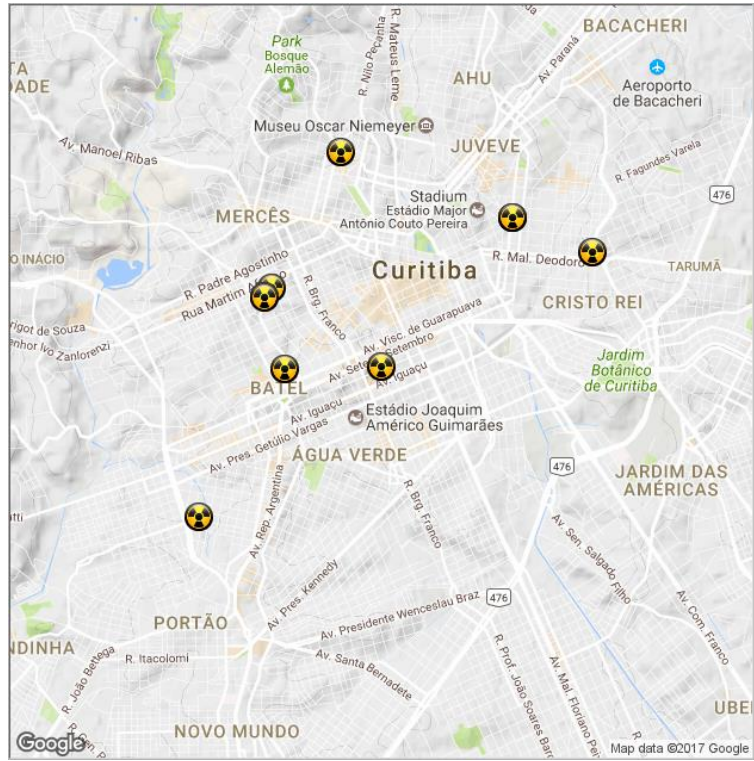 BACACHERI
R. Mateus Leme
R. Nilo Peçanha
Park
Bosque
Alemão
Av. Paraná
AHU
Aeroporto
de Bacacheri
TA
DADE
Museu Oscar Niemeyer
Av. Manoel Ribas
JUVEVE
R. Fagundes Varela
476
Stadium
Estádio Major
Antônio Couto Pereira
MERCÊS
R. Padre Agostinho
O INÁCIO
R. Mal. Deodoro
TARUMÃ
Curitiba
Rua Martim
R. Brg. Franco
CRISTO REI
rigot de Souza
nhor Ivo Zanlorenzi
Av. Visc. de Guarapuava
Av. Sete Setembro
Av. Iguaçu
Jardim
Botânico
de Curitiba
BATEL
Av. Iguaçu
Av. Pres. Getúlio Vargas
Estádio Joaquim
Américo Guimarães
ÁGUA VERDE
476
JARDIM DAS
AMÉRICAS
atti
Av. Rep. Argentina
R. Brg. Franco
Av. Sen. Salgado Filho
Av. Pres. Kennedy
Av. Com. Franco
476
PORTÃO
Av. Presidente Wenceslau Braz
NDINHA
R. João Bettega
R. Itacolomi
Av. Santa Bernadete
R. Prof. João Soares Bar
Av. Mal. Floriano Pei
UBE
NOVO MUNDO
Google
Map data ©2017 Google